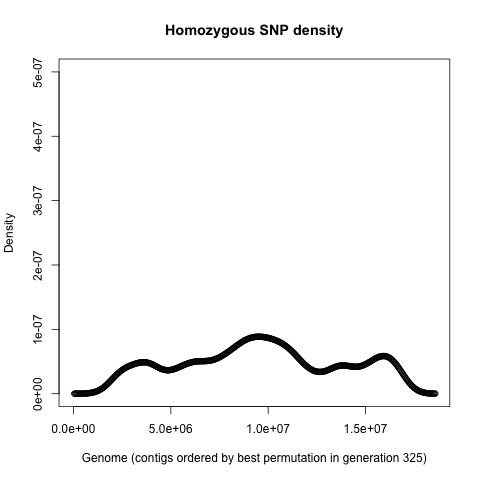 Homozygous SNP density
Density
5e-07
4e-07
3e-07
2e-07
1e-07
0e+00
0.0e+00 5.0e+06 1.0e+07 1.5e+07
Genome (contigs ordered by best permutation in generation 325)